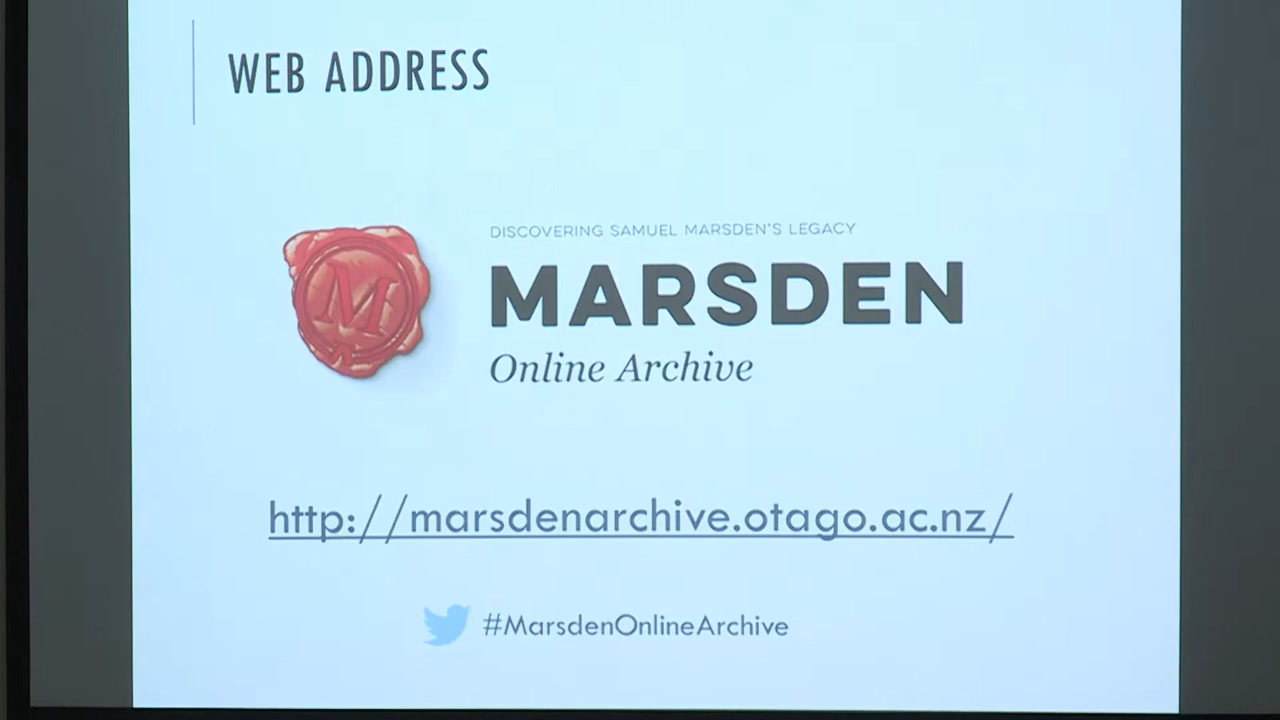 WEB ADDRESS
DISCOVERING SAMUEL MARSDEN'S LEGACY
M
MARSDEN
Online Archive
http://marsdenarchive.otago.ac.nz/
#MarsdenOnlineArchive